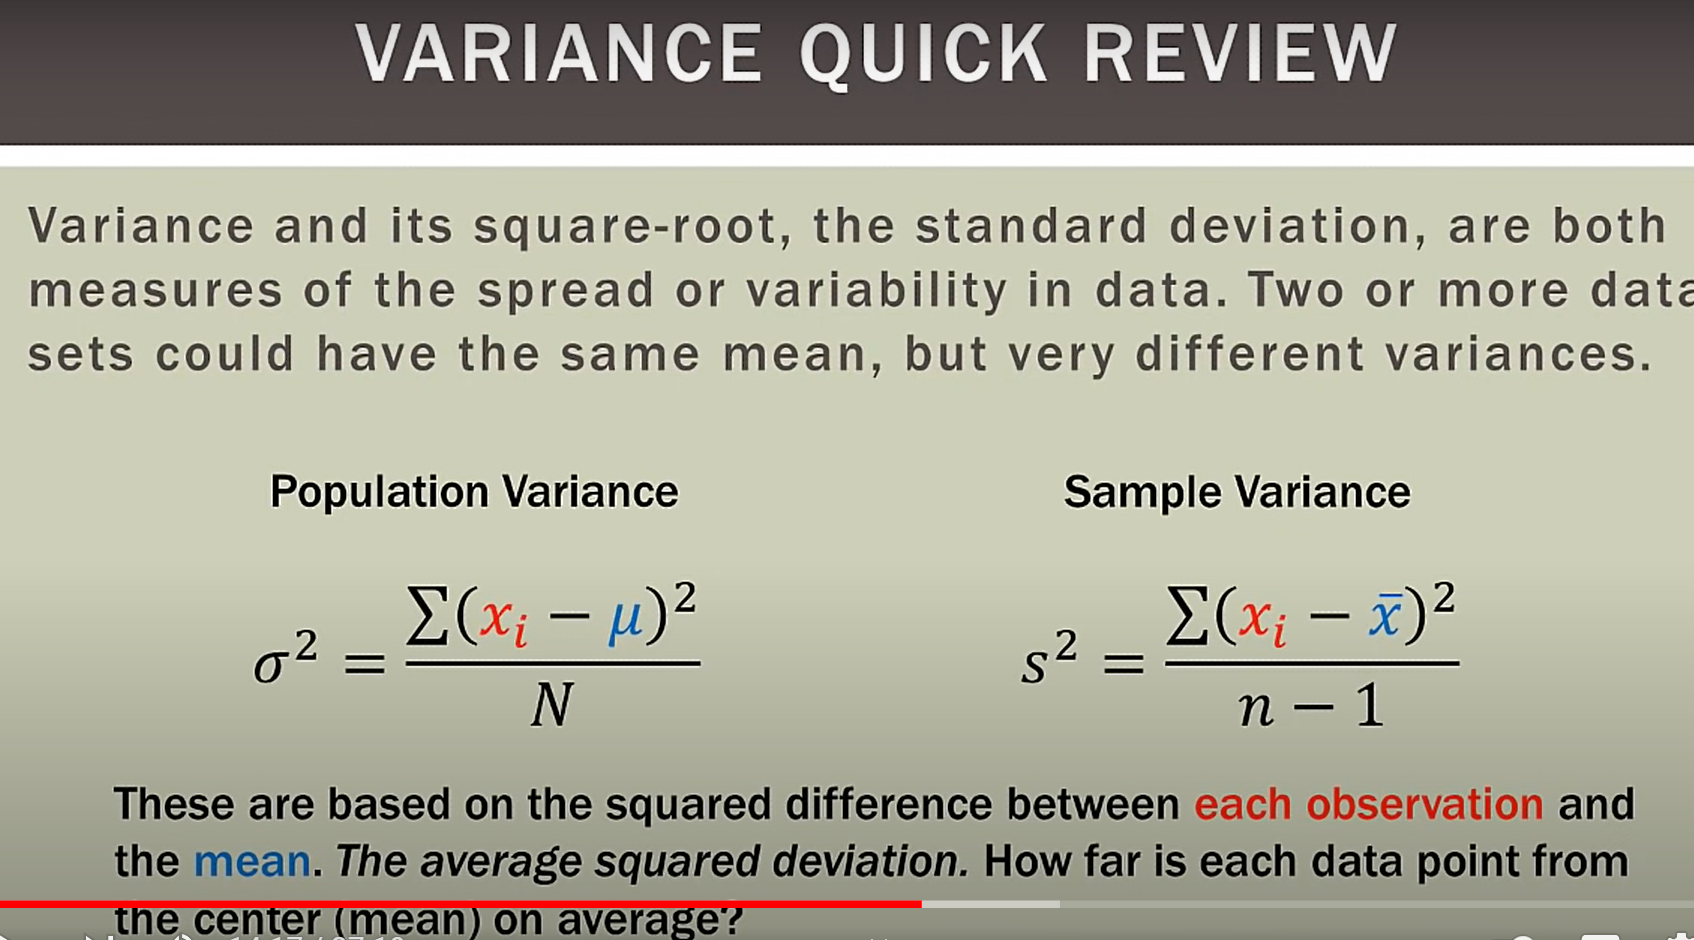 VARIANCE QUICK REVIEW
Variance and its square-root, the standard deviation, are both
measures of the spread or variability in data. Two or more data
sets could have the same mean, but very different variances.
Population Variance
Sample Variance
σ² = Σ(xᵢ − μ)² / N
s² = Σ(xᵢ − x̄)² / n − 1
These are based on the squared difference between each observation and
the mean. The average squared deviation. How far is each data point from
the center (mean) on average?